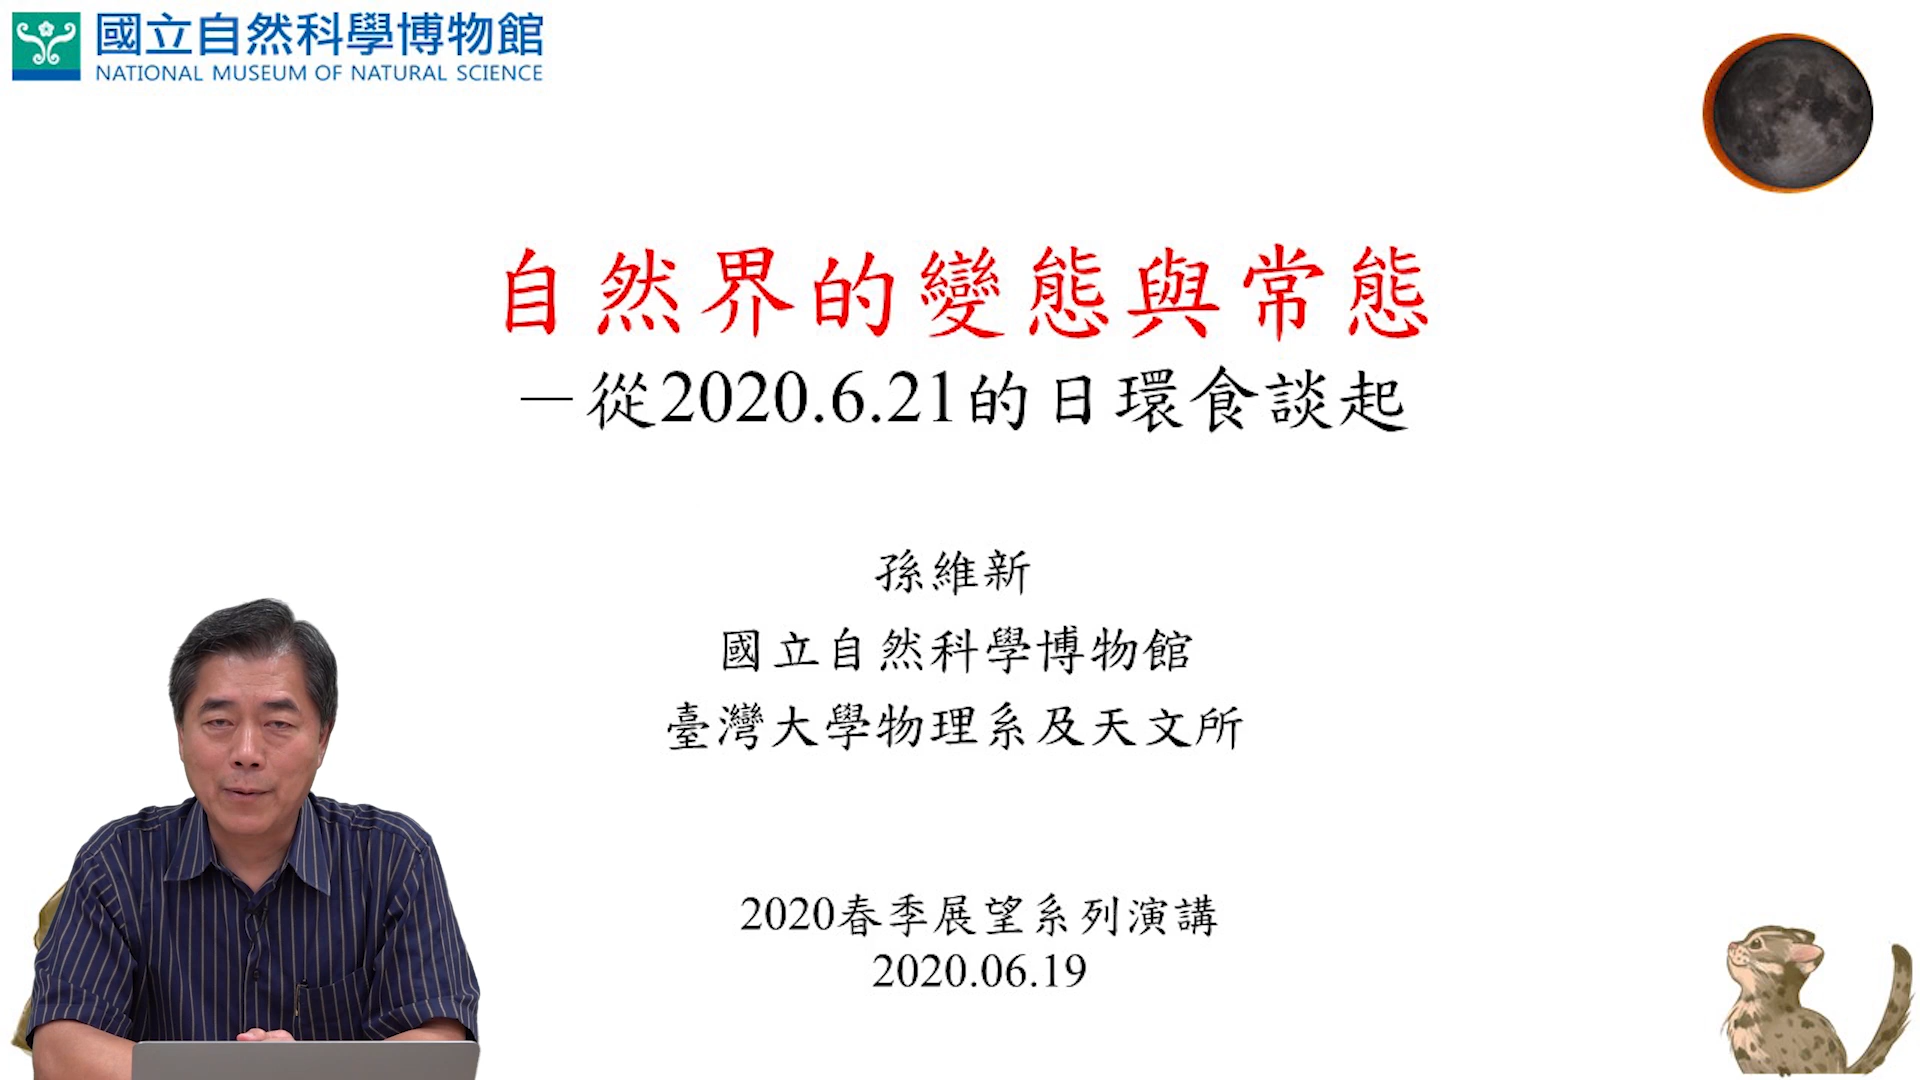 國立自然科學博物館
NATIONAL MUSEUM OF NATURAL SCIENCE
自然界的變態與常態
－從2020.6.21的日環食談起
孫維新
國立自然科學博物館
臺灣大學物理系及天文所
2020春季展望系列演講
2020.06.19